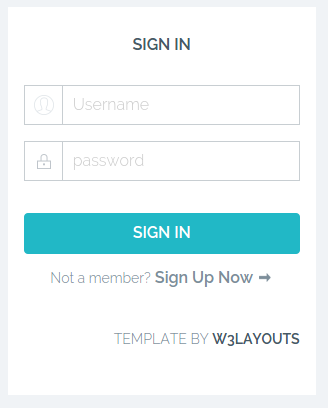 SIGN IN
Username
password
SIGN IN
Not a member? Sign Up Now ➞
TEMPLATE BY W3LAYOUTS